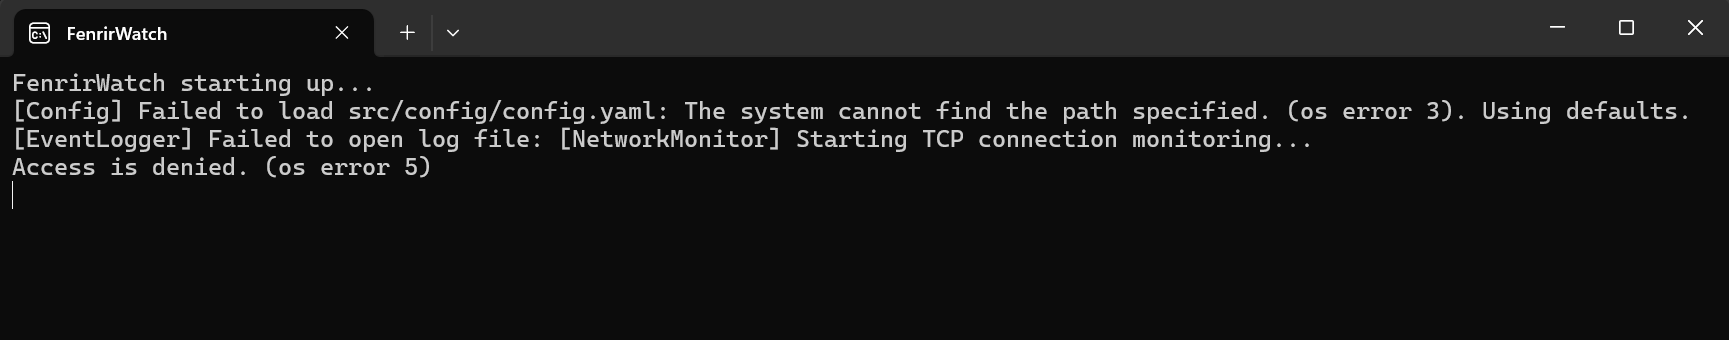 FenrirWatch
FenrirWatch starting up...
[Config] Failed to load src/config/config.yaml: The system cannot find the path specified. (os error 3). Using defaults.
[EventLogger] Failed to open log file: [NetworkMonitor] Starting TCP connection monitoring...
Access is denied. (os error 5)